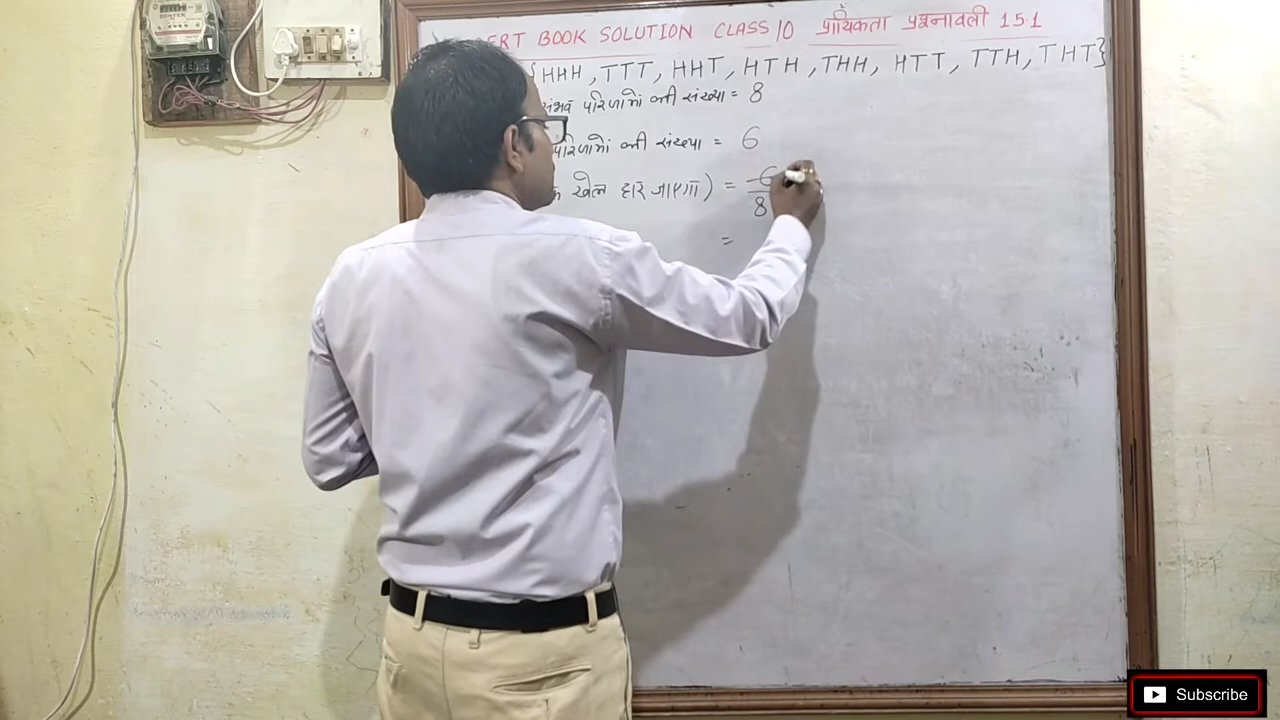 BOOK SOLUTION CLASS 10 प्रायिकता प्रश्नावली 15.1
{HHH, TTT, HHT, HTH, THH, HTT, TTH, THT}
संभव परिणामों की संख्या = 8
परिणामों की संख्या = 6
खेल हार जाएगा) = 6/8
=
Subscribe